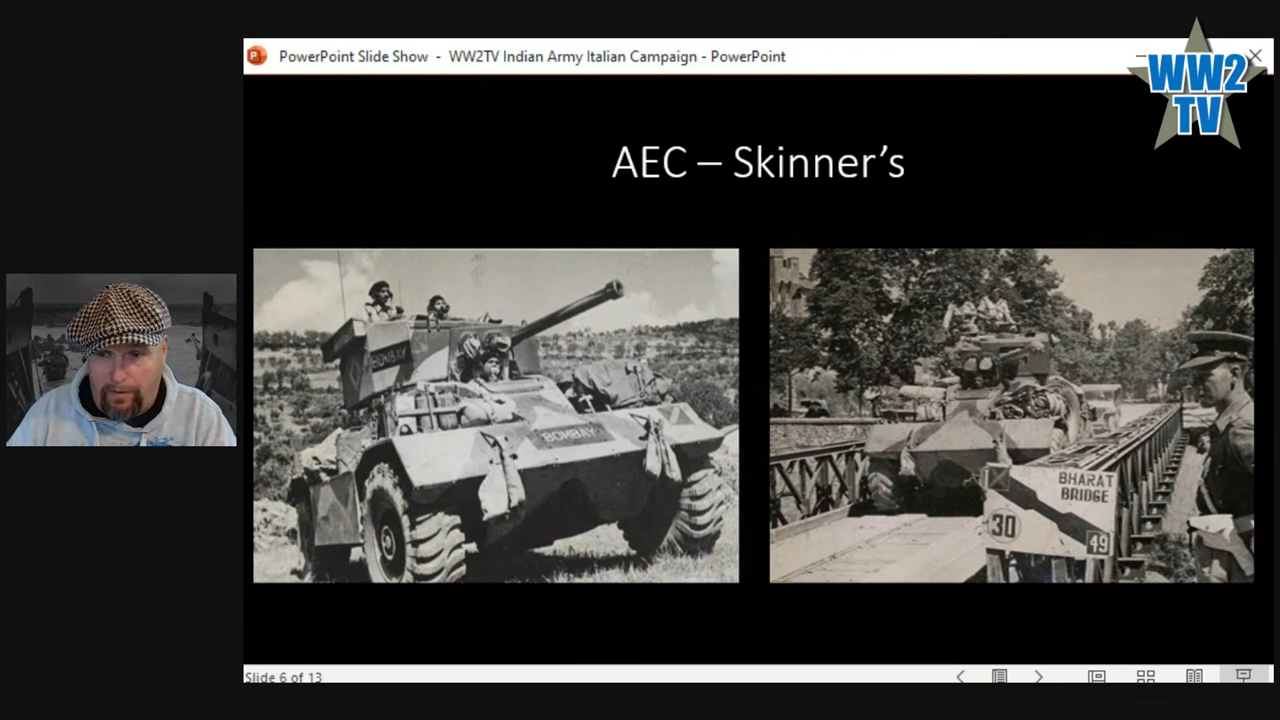 PowerPoint Slide Show - WW2TV Indian Army Italian Campaign - PowerPoint
WW2
TV
AEC – Skinner’s
BOMBAY
BOMBAY
BHARAT
BRIDGE
30
49
Slide 6 of 13